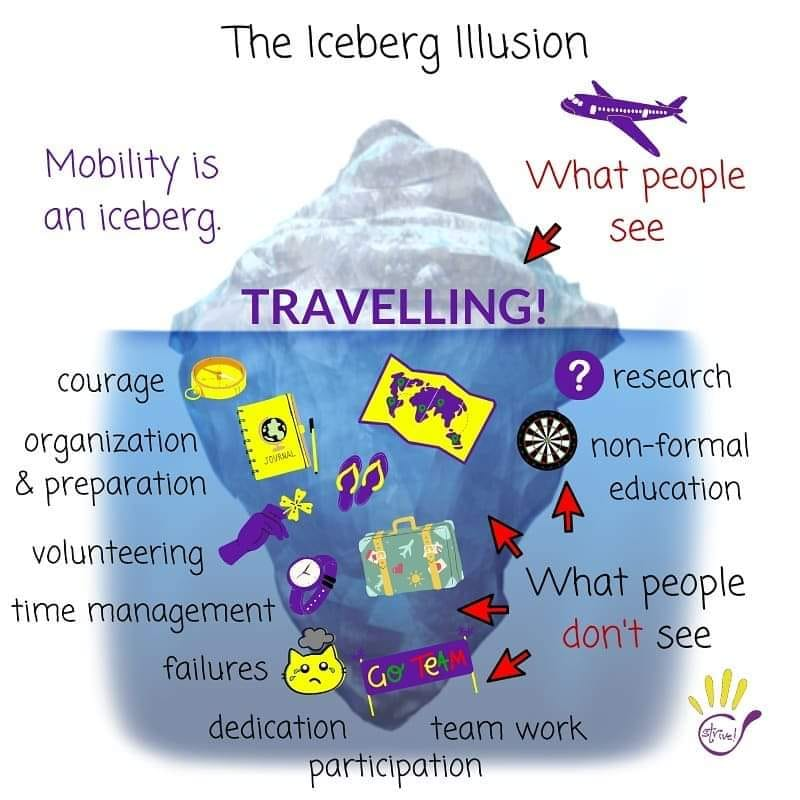 The Iceberg Illusion
Mobility is
an iceberg.
What people
see
TRAVELLING!
courage
research
organization
& preparation
JOURNAL
non-formal
education
volunteering
time management
What people
don't see
failures
GO TEAM
dedication
team work
participation
strive!